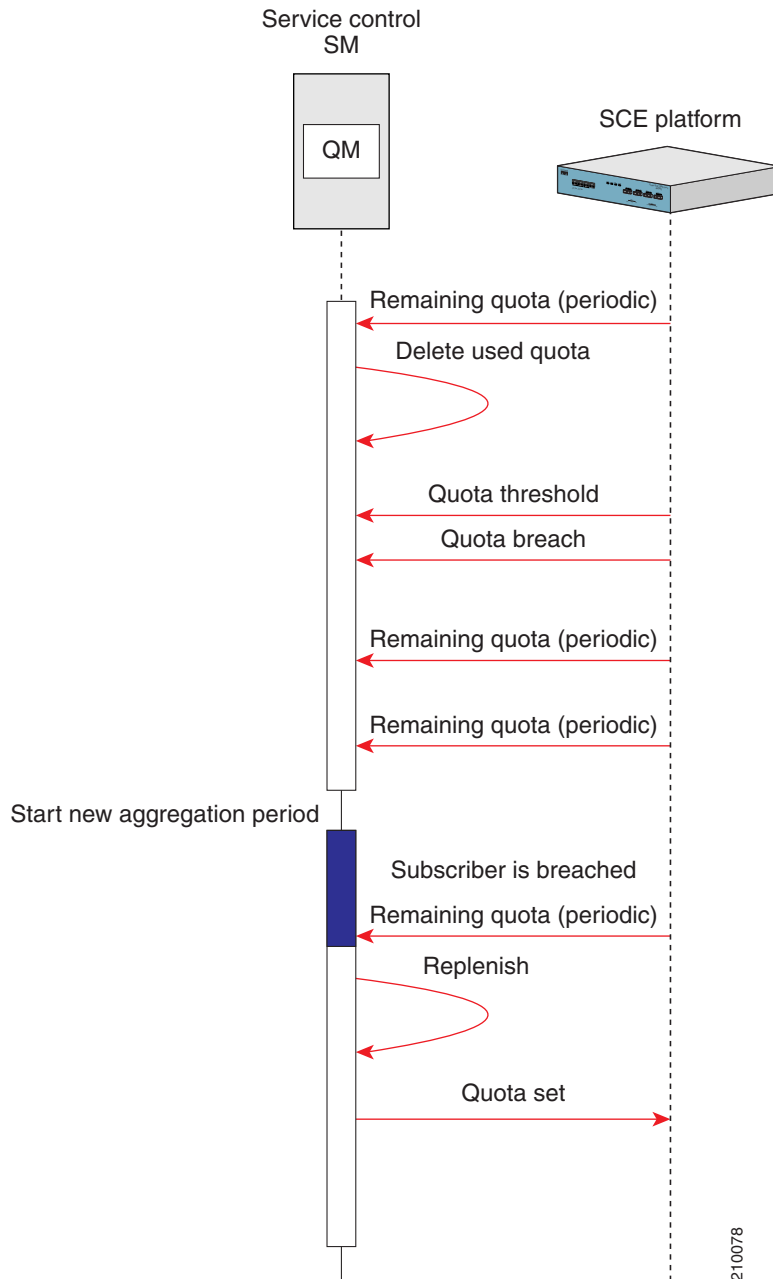 Service control
SM
QM
SCE platform
Remaining quota (periodic)
Delete used quota
Quota threshold
Quota breach
Remaining quota (periodic)
Remaining quota (periodic)
Start new aggregation period
Subscriber is breached
Remaining quota (periodic)
Replenish
Quota set
210078